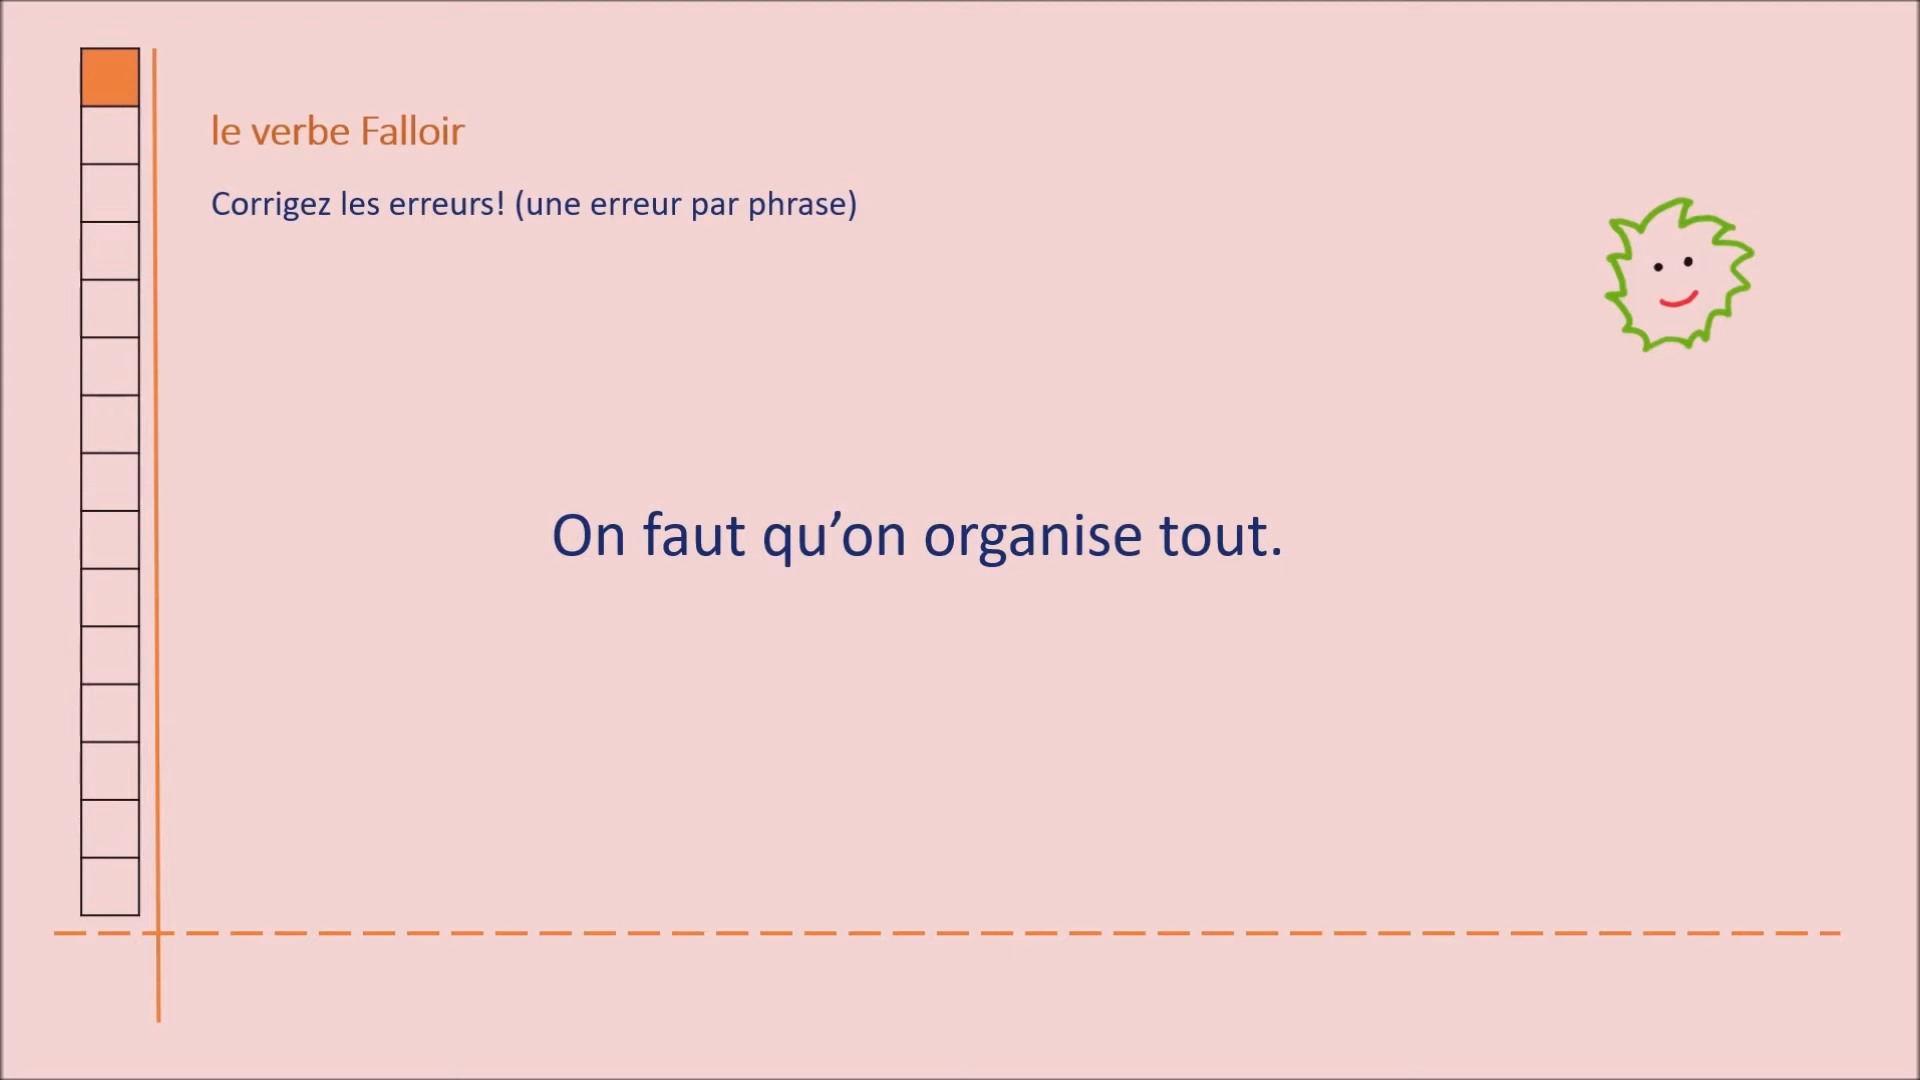 le verbe Falloir
Corrigez les erreurs! (une erreur par phrase)
On faut qu’on organise tout.